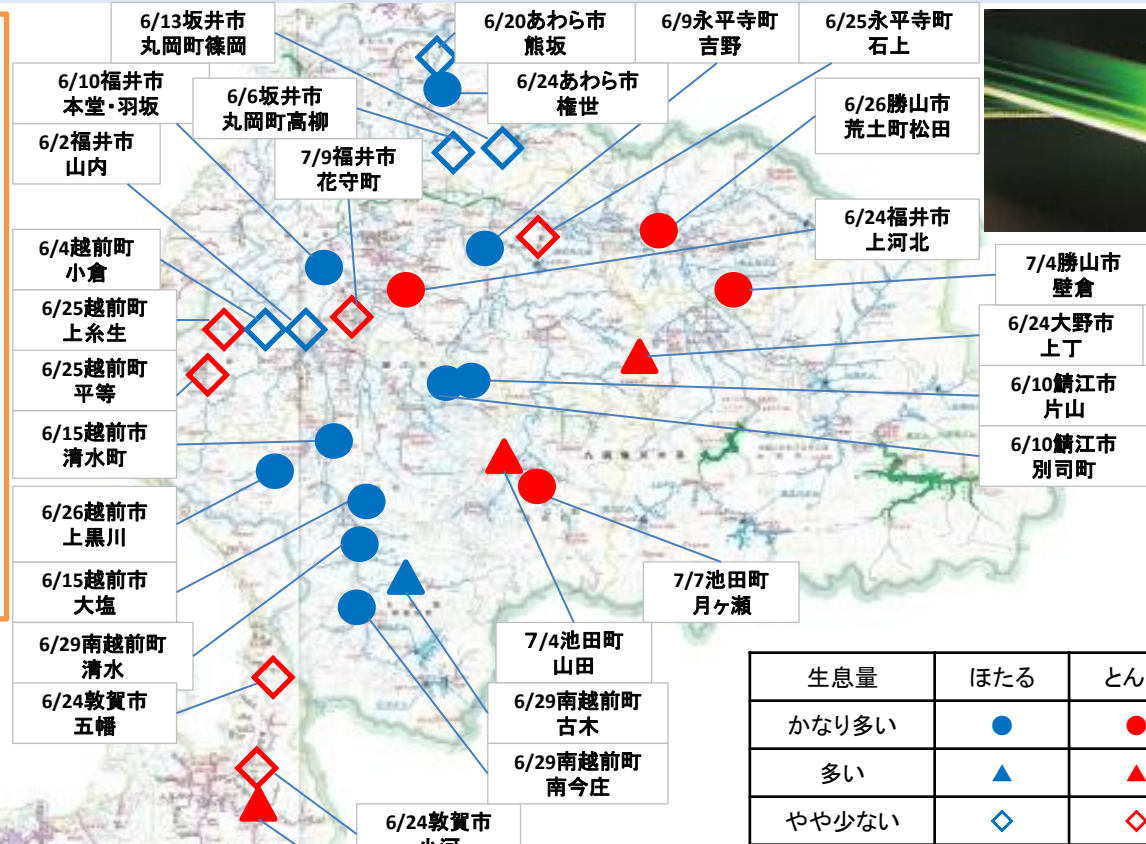 6/13坂井市
丸岡町篠岡
6/20あわら市
熊坂
6/9永平寺町
吉野
6/25永平寺町
石上
6/10福井市
本堂・羽坂
6/6坂井市
丸岡町高柳
6/24あわら市
権世
6/26勝山市
荒土町松田
6/2福井市
山内
7/9福井市
花守町
6/24福井市
上河北
6/4越前町
小倉
7/4勝山市
壁倉
6/25越前町
上糸生
6/24大野市
上丁
6/25越前町
平等
6/10鯖江市
片山
6/15越前市
清水町
6/10鯖江市
別司町
6/26越前市
上黒川
6/15越前市
大塩
7/7池田町
月ヶ瀬
6/29南越前町
清水
7/4池田町
山田
6/24敦賀市
五幡
6/29南越前町
古木
6/29南越前町
南今庄
6/24敦賀市
生息量 ほたる とん
かなり多い
多い
やや少ない